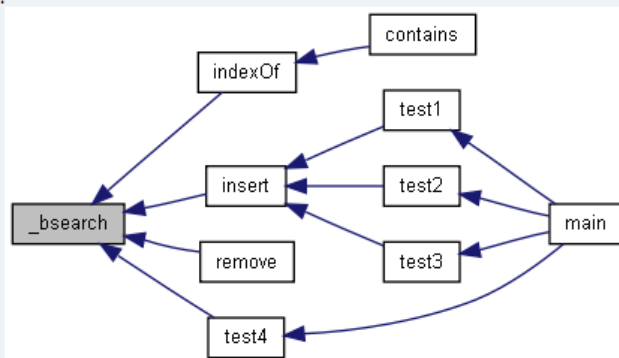 contains
indexOf
test1
insert
test2
_bsearch
main
remove
test3
test4